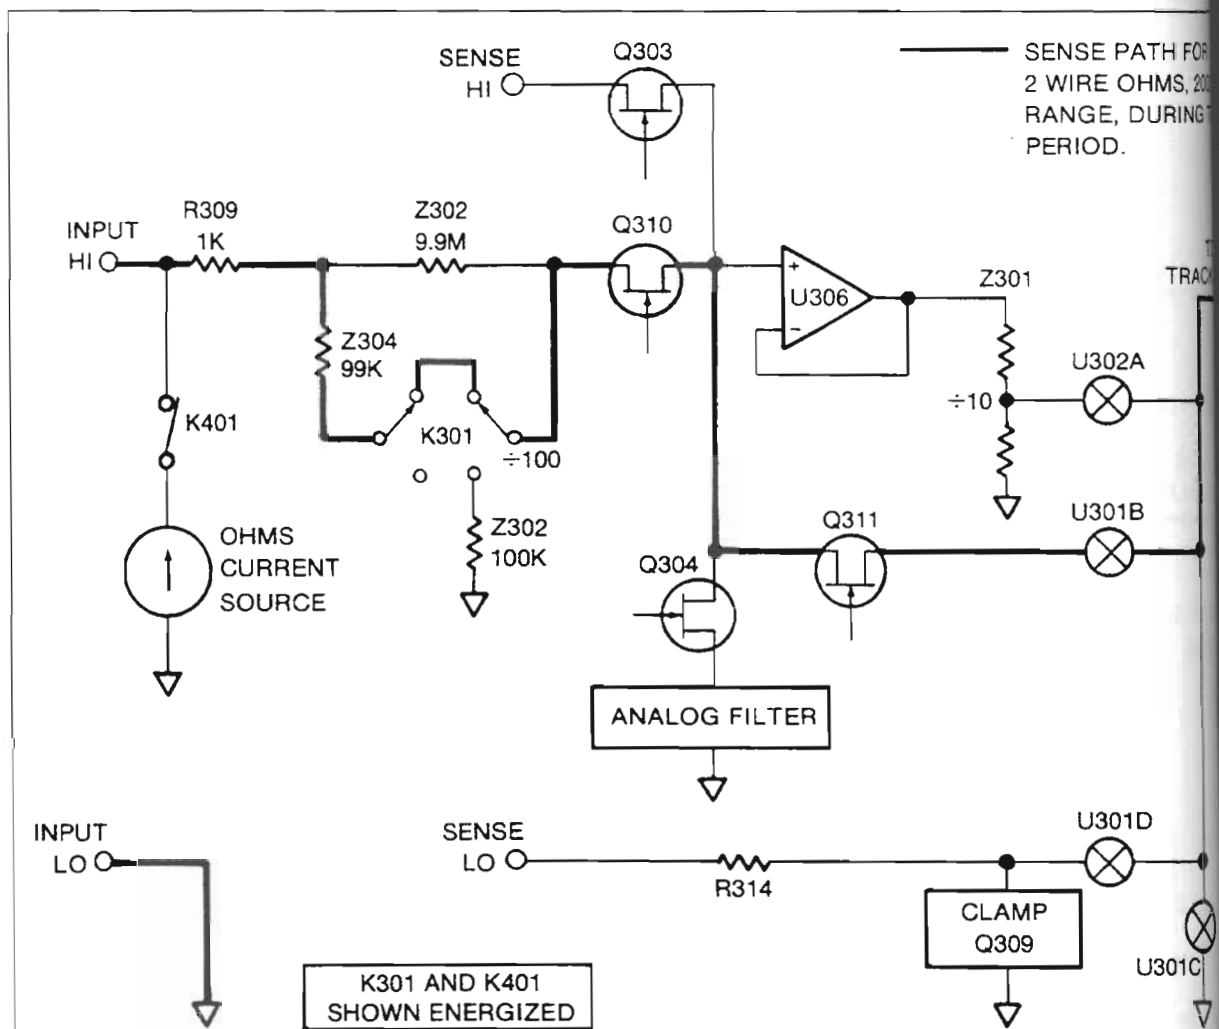 Q303
SENSE
HI
SENSE PATH FOR
2 WIRE OHMS,
RANGE, DURING
PERIOD.
R309
1K
Z302
9.9M
Q310
INPUT
HI
+
U306
−
Z301
TRACK
Z304
99K
U302A
K401
K301
÷10
÷100
OHMS
CURRENT
SOURCE
Z302
100K
Q311
U301B
Q304
ANALOG FILTER
INPUT
LO
SENSE
LO
R314
U301D
CLAMP
Q309
U301C
K301 AND K401
SHOWN ENERGIZED